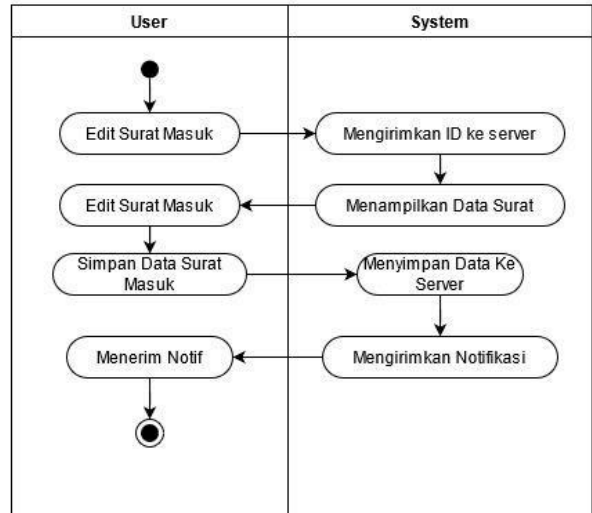 User
System
Edit Surat Masuk
Mengirimkan ID ke server
Edit Surat Masuk
Menampilkan Data Surat
Simpan Data Surat
Masuk
Menyimpan Data Ke
Server
Menerim Notif
Mengirimkan Notifikasi